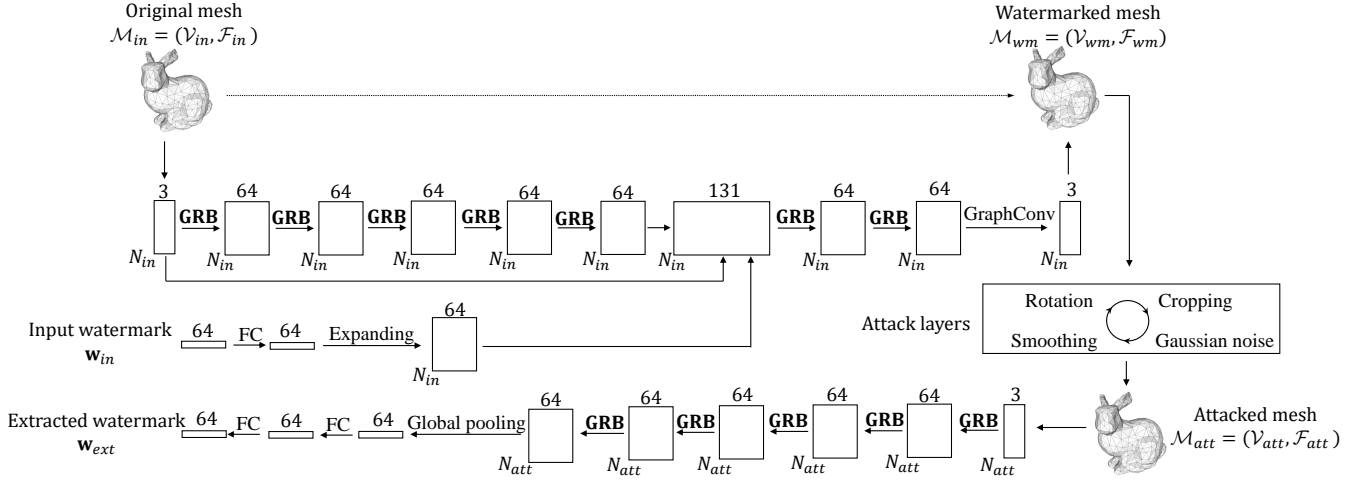 Original mesh
ℳ_in = (𝒱_in, ℱ_in)
Watermarked mesh
ℳ_wm = (𝒱_wm, ℱ_wm)
3 64 64 64 64 64 131 64 64 3
GRB GRB GRB GRB GRB GRB GRB GraphConv
N_in N_in N_in N_in N_in N_in N_in N_in N_in N_in
Input watermark
w_in
64 FC 64 Expanding 64
N_in
Attack layers
Rotation Cropping
Smoothing Gaussian noise
Extracted watermark
w_ext
64 FC 64 FC 64 Global pooling 64 GRB 64 GRB 64 GRB 64 GRB 64 GRB 3
N_att N_att N_att N_att N_att N_att
Attacked mesh
ℳ_att = (𝒱_att, ℱ_att)